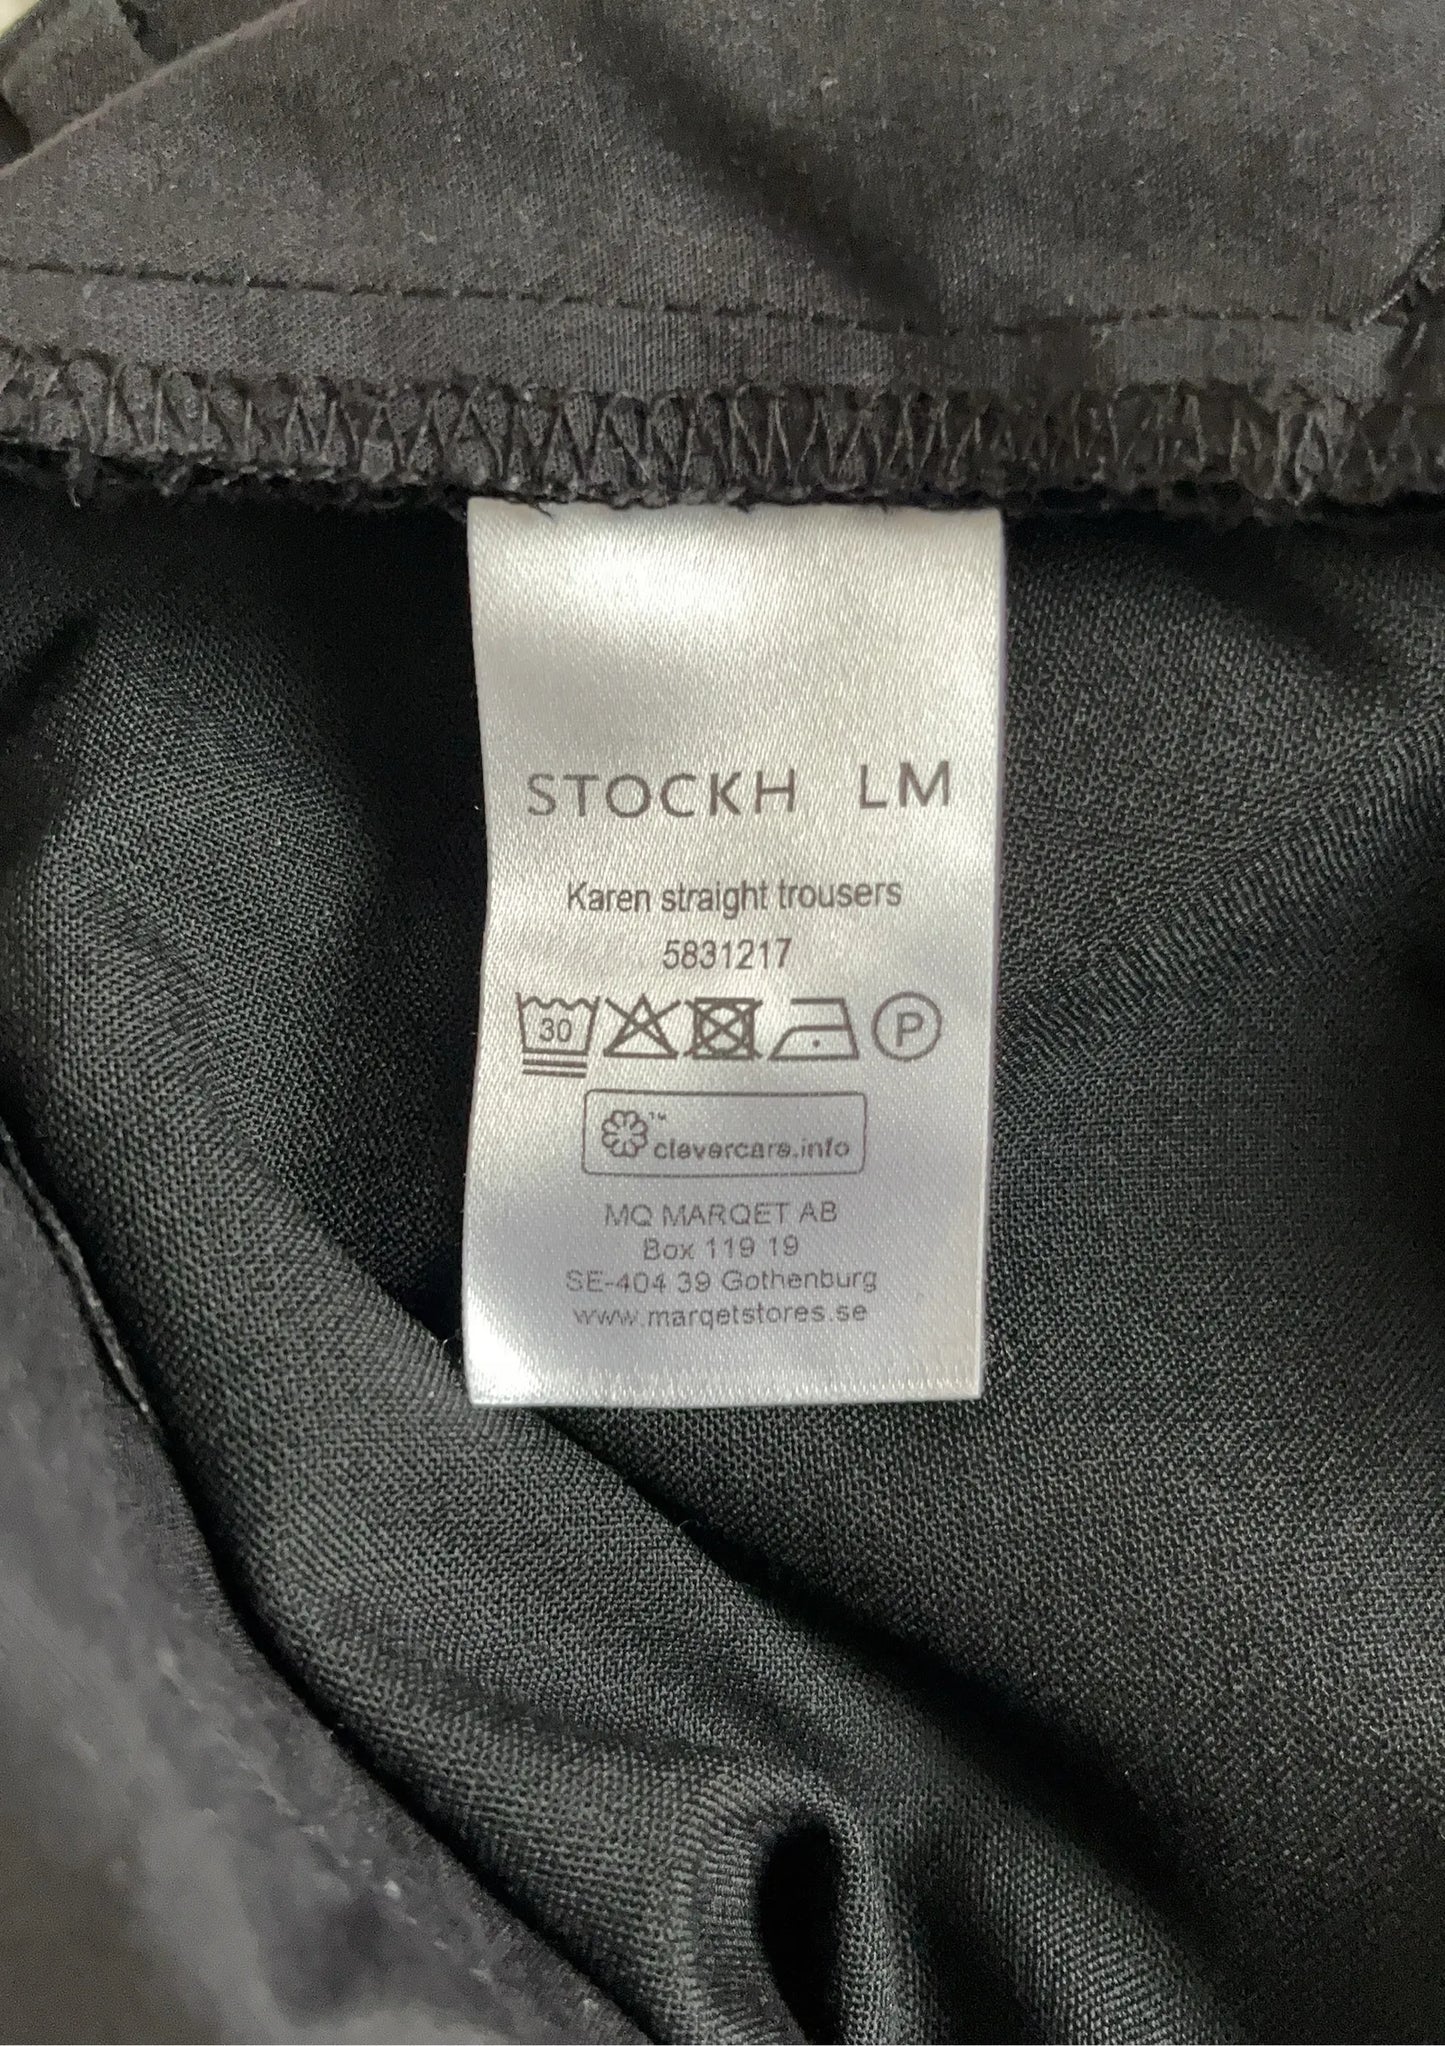 STOCKH LM
Karen straight trousers
5831217
30 P
™
clevercare.info
MQ MARQET AB
Box 119 19
SE-404 39 Gothenburg
www.marqetstores.se